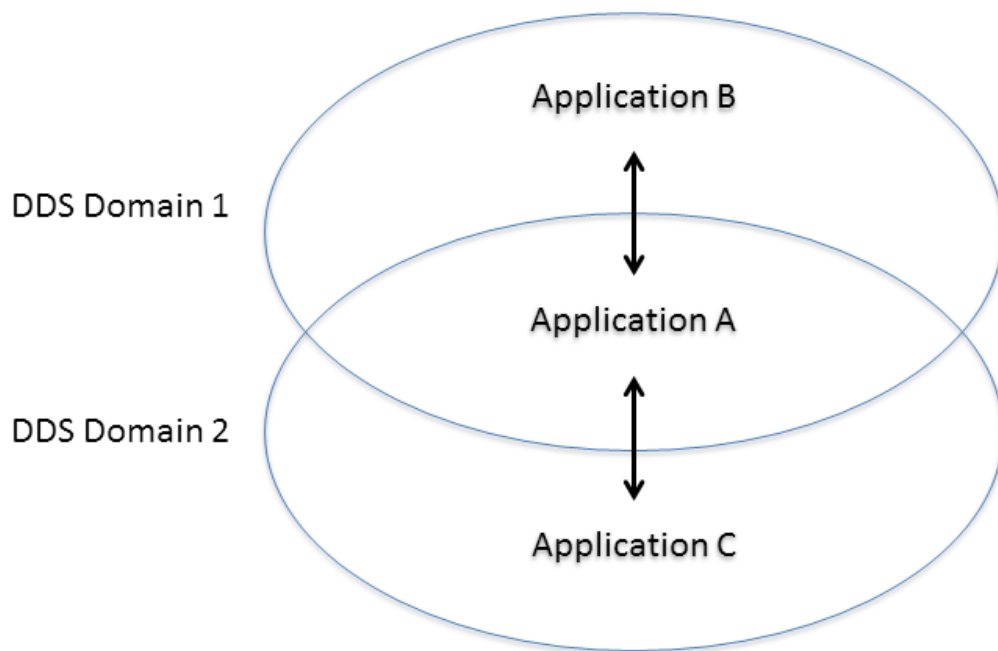 Application B
DDS Domain 1
Application A
DDS Domain 2
Application C